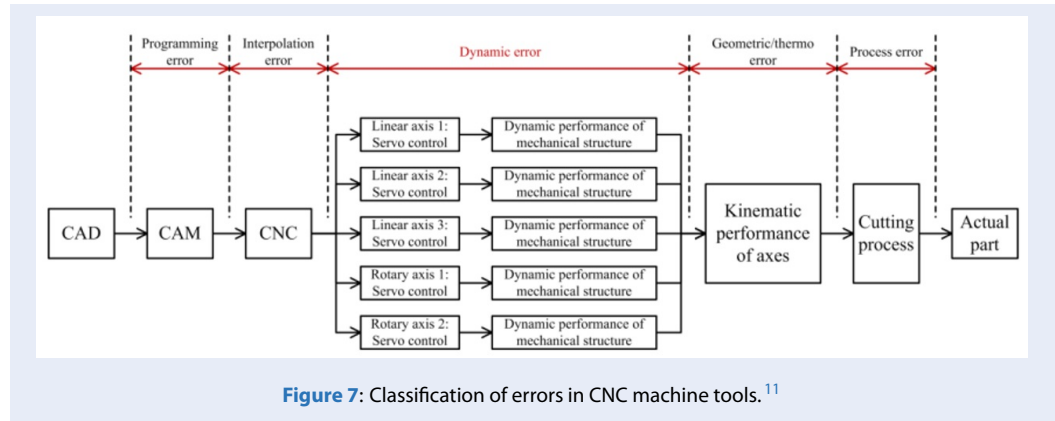 Programming
error
Interpolation
error
Dynamic error
Geometric/thermo
error
Process error
CAD
CAM
CNC
Linear axis 1:
Servo control
Dynamic performance of
mechanical structure
Linear axis 2:
Servo control
Dynamic performance of
mechanical structure
Linear axis 3:
Servo control
Dynamic performance of
mechanical structure
Rotary axis 1:
Servo control
Dynamic performance of
mechanical structure
Rotary axis 2:
Servo control
Dynamic performance of
mechanical structure
Kinematic
performance
of axes
Cutting
process
Actual
part
Figure 7: Classification of errors in CNC machine tools. 11